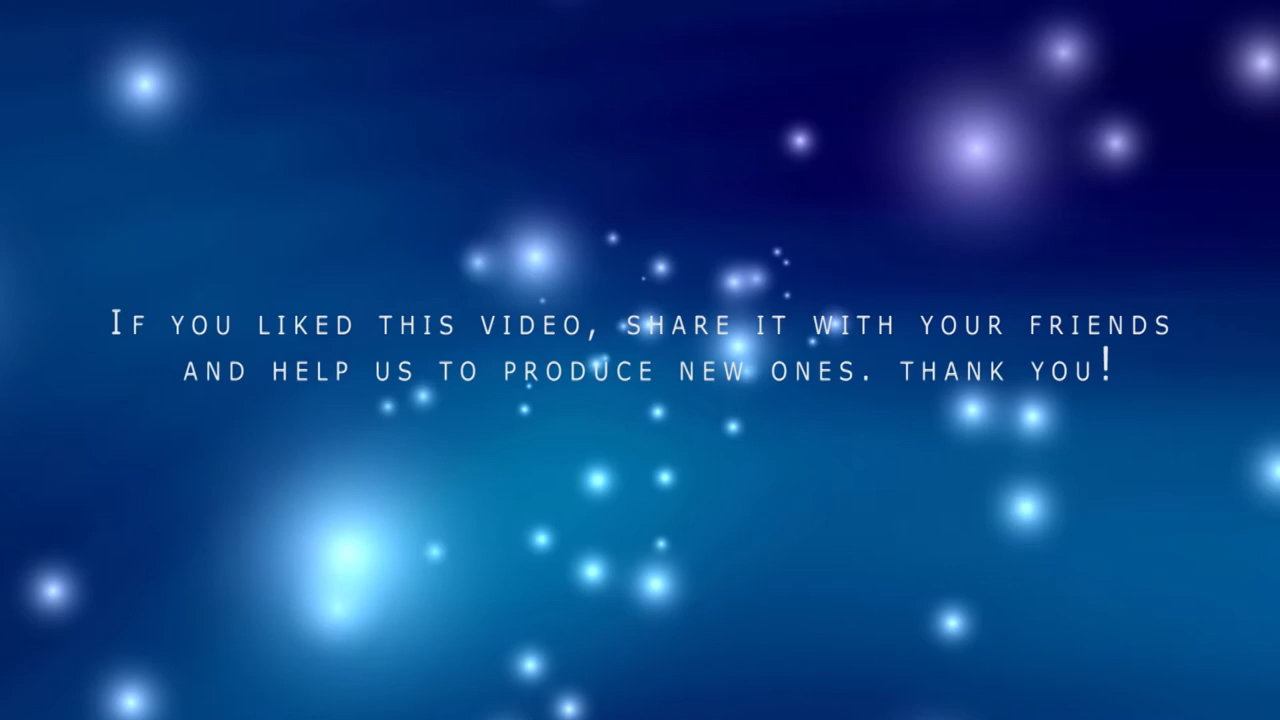 If you liked this video, share it with your friends
and help us to produce new ones. thank you!